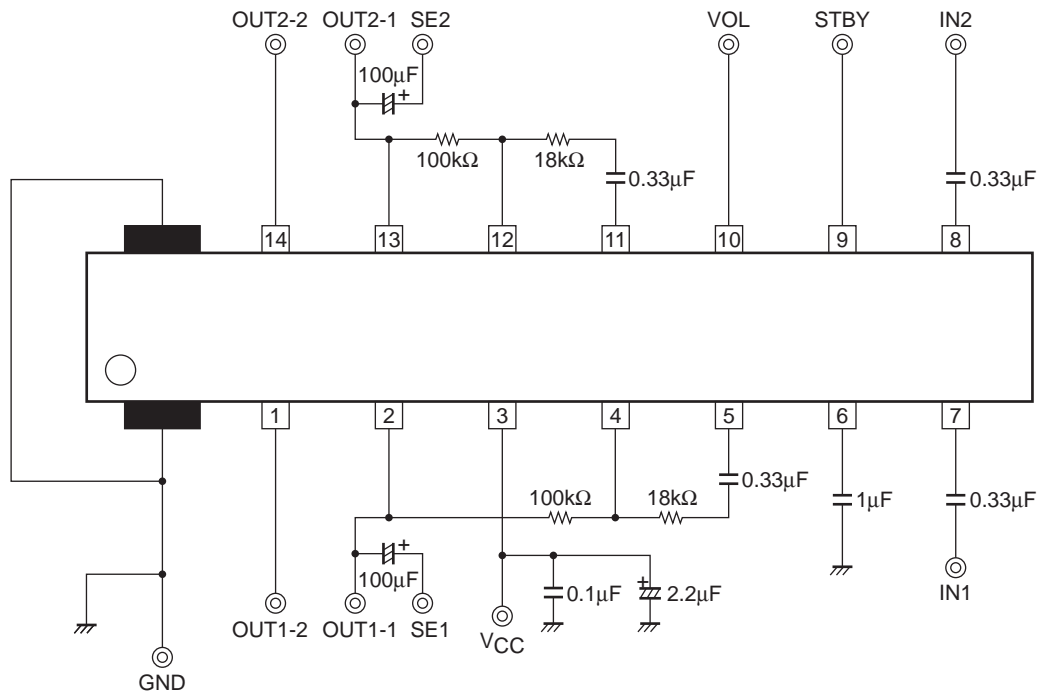 OUT2-2 OUT2-1 SE2 VOL STBY IN2
100μF
+
100kΩ 18kΩ 0.33μF 0.33μF
14 13 12 11 10 9 8
1 2 3 4 5 6 7
100kΩ 18kΩ 0.33μF 1μF 0.33μF
+
100μF
+
0.1μF 2.2μF
OUT1-2 OUT1-1 SE1 VCC IN1
GND